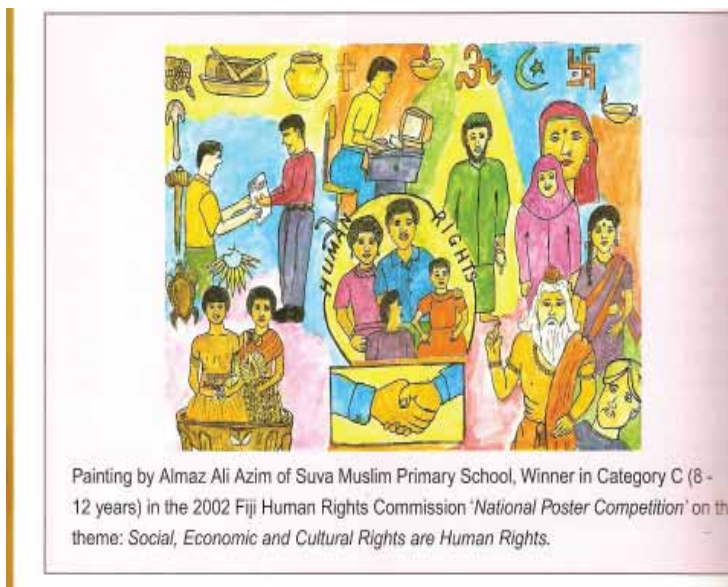 HUMAN RIGHTS
Painting by Almaz Ali Azim of Suva Muslim Primary School, Winner in Category C (8 -
12 years) in the 2002 Fiji Human Rights Commission 'National Poster Competition' on th
theme: Social, Economic and Cultural Rights are Human Rights.